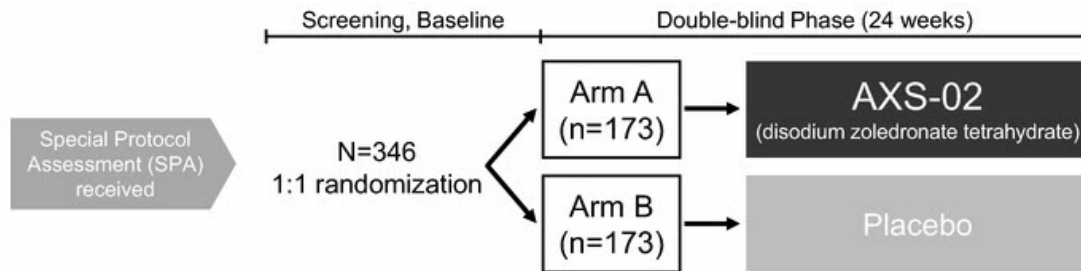 Screening, Baseline
Double-blind Phase (24 weeks)
Special Protocol
Assessment (SPA)
received
N=346
1:1 randomization
Arm A
(n=173)
AXS-02
(disodium zoledronate tetrahydrate)
Arm B
(n=173)
Placebo